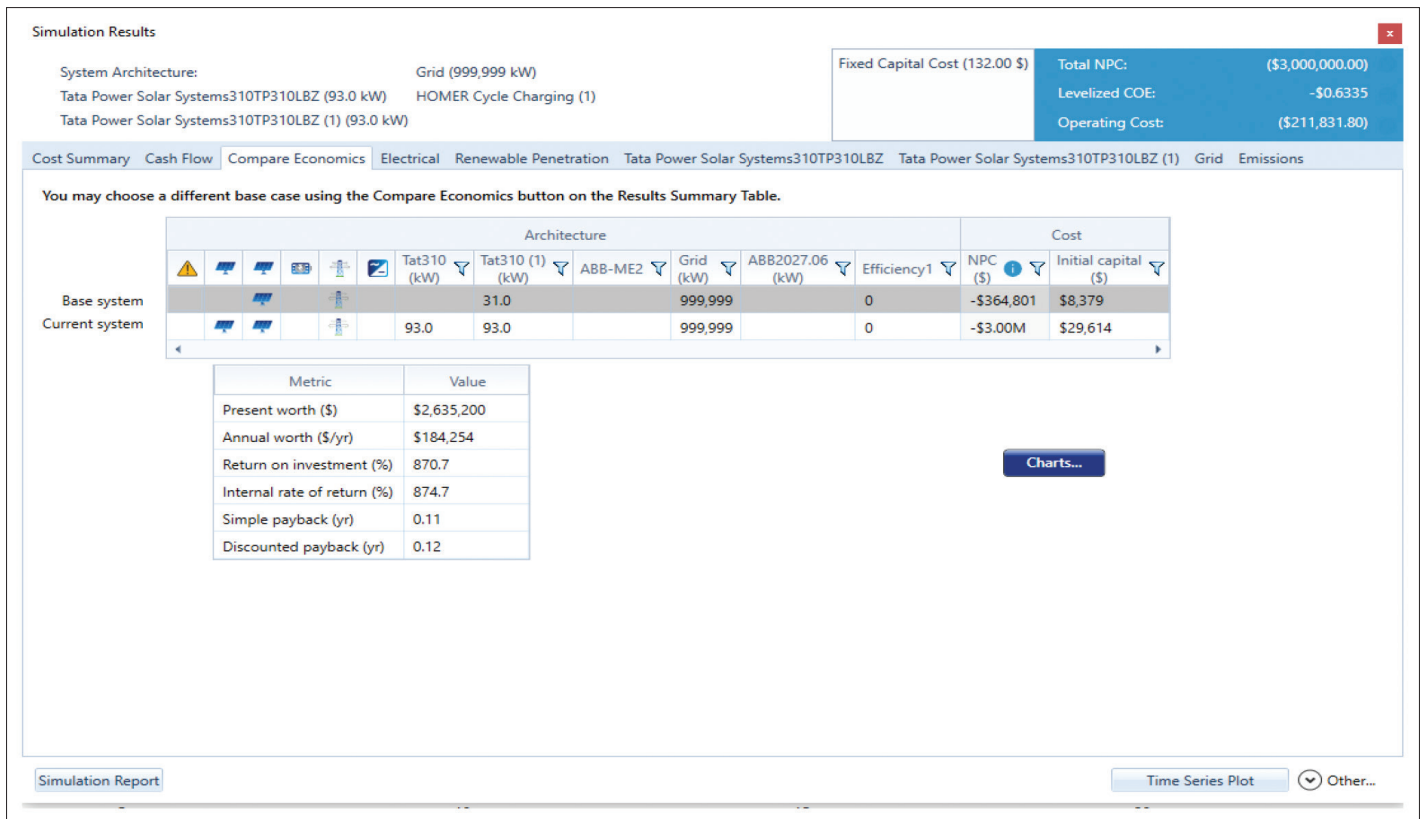 Simulation Results
x
System Architecture:
Grid (999,999 kW)
Tata Power Solar Systems310TP310LBZ (93.0 kW)
HOMER Cycle Charging (1)
Tata Power Solar Systems310TP310LBZ (1) (93.0 kW)
Fixed Capital Cost (132.00 $)
Total NPC: ($3,000,000.00)
Levelized COE: -$0.6335
Operating Cost: ($211,831.80)
Cost Summary Cash Flow Compare Economics Electrical Renewable Penetration Tata Power Solar Systems310TP310LBZ Tata Power Solar Systems310TP310LBZ (1) Grid Emissions
You may choose a different base case using the Compare Economics button on the Results Summary Table.
Architecture Cost
Tat310 (kW) Tat310 (1) (kW) ABB-ME2 Grid (kW) ABB2027.06 (kW) Efficiency1 NPC ($) Initial capital ($)
Base system 31.0 999,999 0 -$364,801 $8,379
Current system 93.0 93.0 999,999 0 -$3.00M $29,614
Metric Value
Present worth ($) $2,635,200
Annual worth ($/yr) $184,254
Return on investment (%) 870.7
Internal rate of return (%) 874.7
Simple payback (yr) 0.11
Discounted payback (yr) 0.12
Charts...
Simulation Report
Time Series Plot
Other...